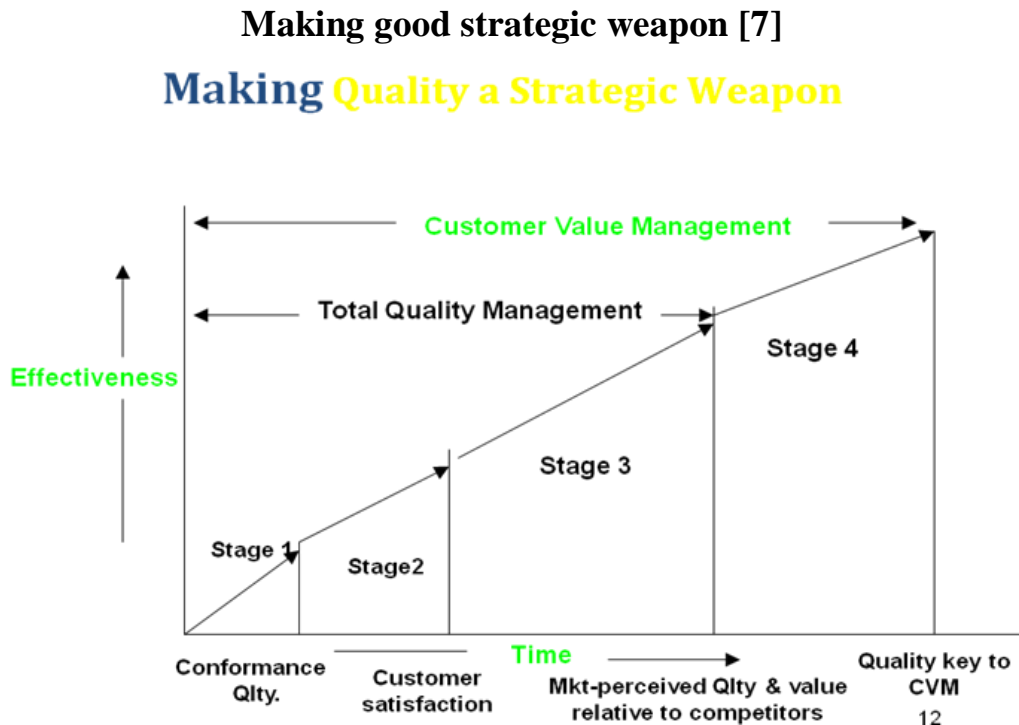 Making good strategic weapon [7]
Making Quality a Strategic Weapon
Customer Value Management
Total Quality Management
Stage 4
Effectiveness
Stage 3
Stage 1
Stage2
Time
Conformance
Qlty.
Customer
satisfaction
Mkt-perceived Qlty & value
relative to competitors
Quality key to
CVM
12